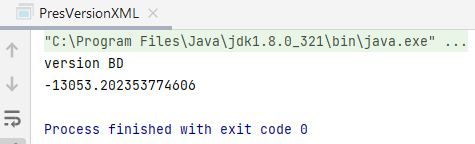 PresVersionXML
"C:\Program Files\Java\jdk1.8.0_321\bin\java.exe" ...
version BD
-13053.202353774606
Process finished with exit code 0